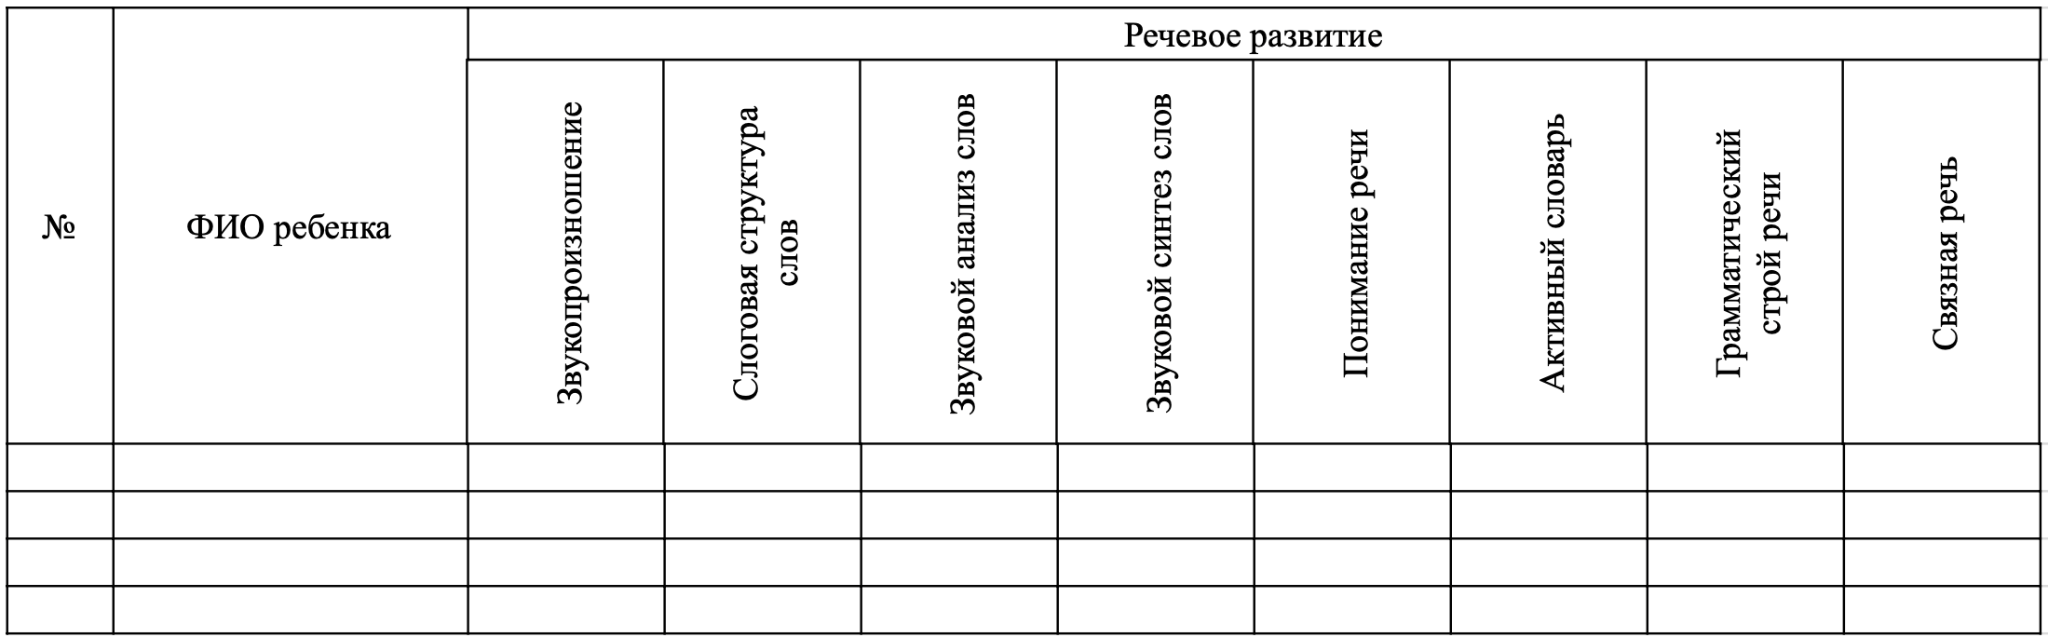 №
ФИО ребенка
Речевое развитие
Звукопроизношение
Слоговая структура
слов
Звуковой анализ слов
Звуковой синтез слов
Понимание речи
Активный словарь
Грамматический
строй речи
Связная речь